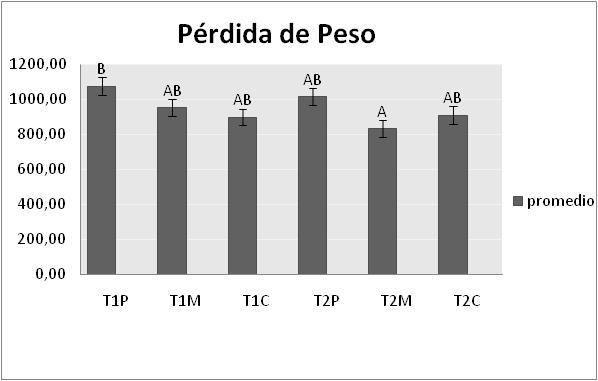 Pérdida de Peso
1200,00
1000,00
800,00
600,00
400,00
200,00
0,00
B
AB
AB
AB
A
AB
T1P T1M T1C T2P T2M T2C
promedio